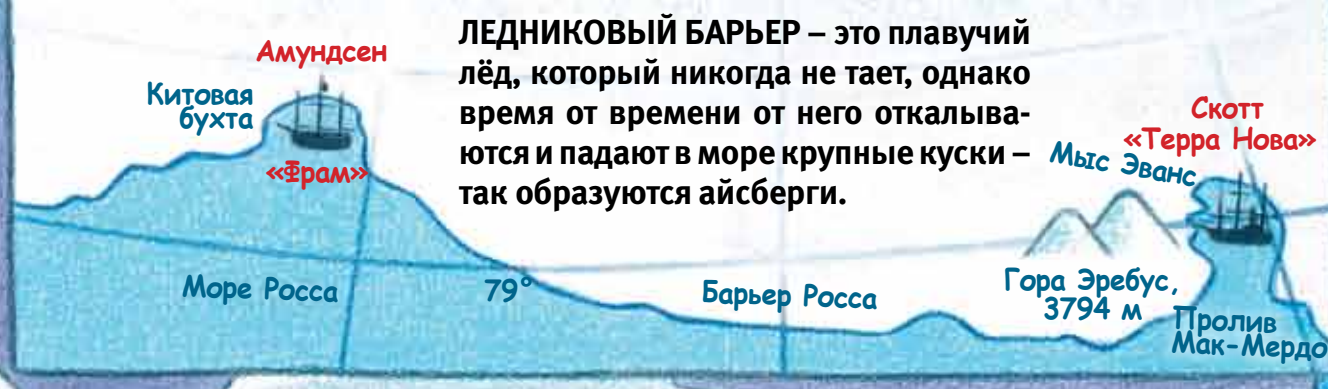 ЛЕДНИКОВЫЙ БАРЬЕР – это плавучий
лёд, который никогда не тает, однако
время от времени от него откалыва-
ются и падают в море крупные куски –
так образуются айсберги.
Амундсен
Китовая
бухта
«Фрам»
Скотт
«Терра Нова»
Мыс Эванс
Море Росса
79°
Барьер Росса
Гора Эребус,
3794 м
Пролив
Мак-Мердо